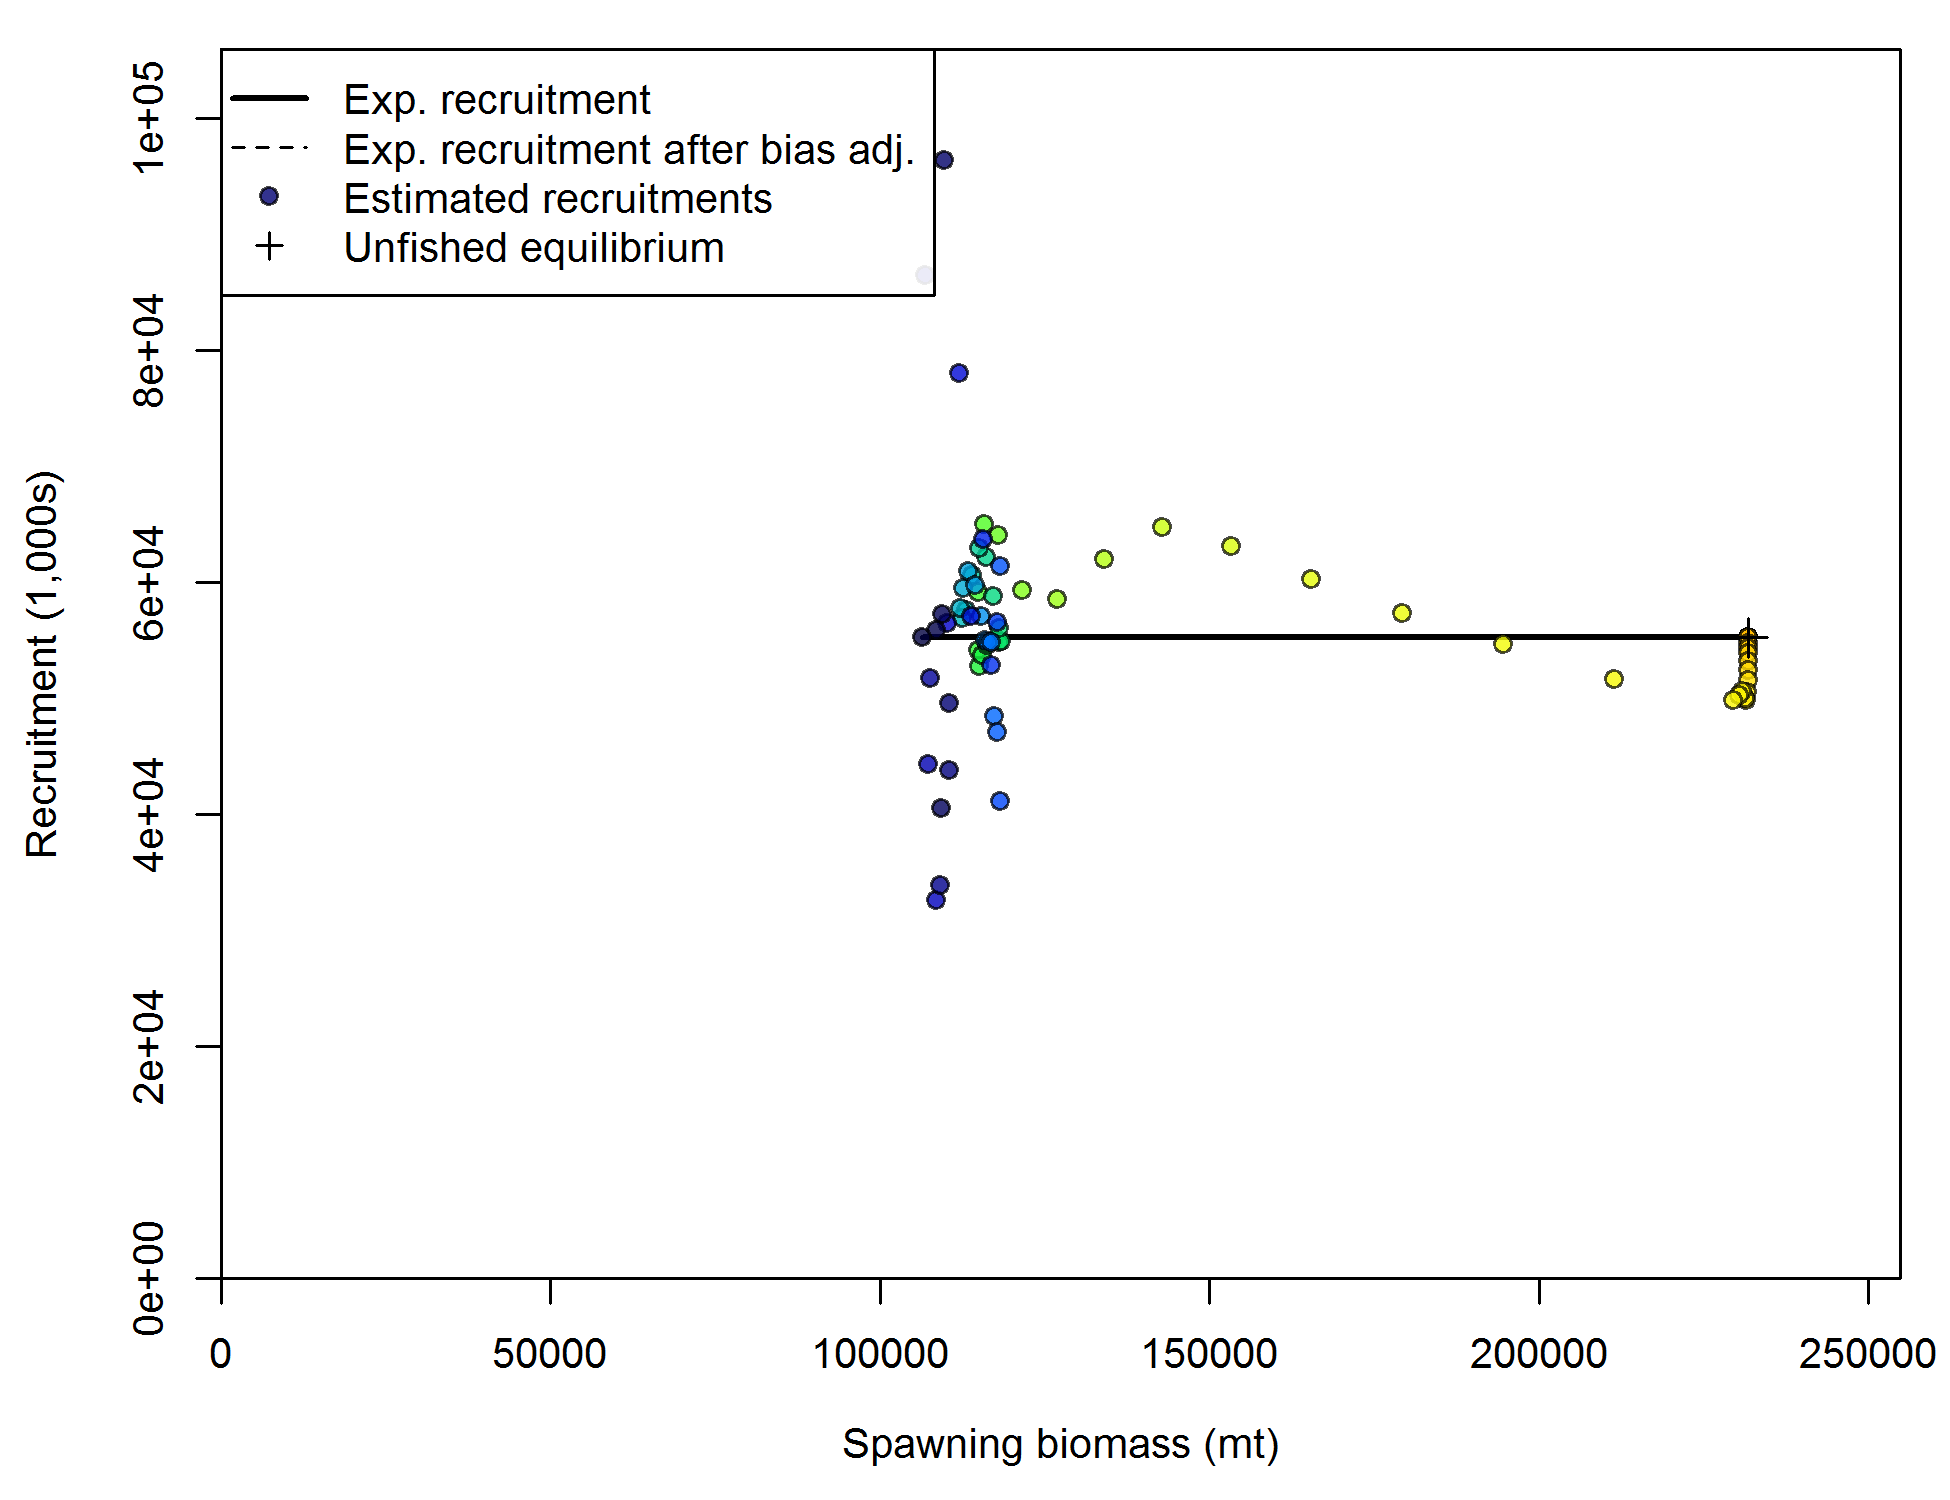 Exp. recruitment
Exp. recruitment after bias adj.
Estimated recruitments
Unfished equilibrium
1e+05
8e+04
6e+04
4e+04
2e+04
0e+00
Recruitment (1,000s)
0 50000 100000 150000 200000 250000
Spawning biomass (mt)